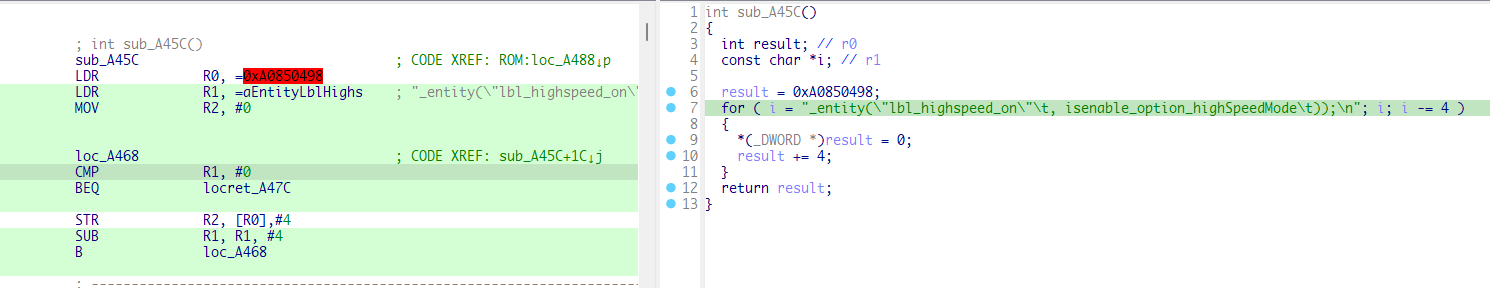 ; int sub_A45C()
sub_A45C ; CODE XREF: ROM:loc_A488↓p
LDR R0, =0xA0850498
LDR R1, =aEntityLblHighs ; "_entity(\"lbl_highspeed_on\"
MOV R2, #0
loc_A468 ; CODE XREF: sub_A45C+1C↓j
CMP R1, #0
BEQ locret_A47C
STR R2, [R0],#4
SUB R1, R1, #4
B loc_A468
; ---------------------------------------------------------------------
1 int sub_A45C()
2 {
3 int result; // r0
4 const char *i; // r1
5
6 result = 0xA0850498;
7 for ( i = "_entity(\"lbl_highspeed_on\"\t, isenable_option_highSpeedMode\t));\n"; i; i -= 4 )
8 {
9 *(_DWORD *)result = 0;
10 result += 4;
11 }
12 return result;
13 }